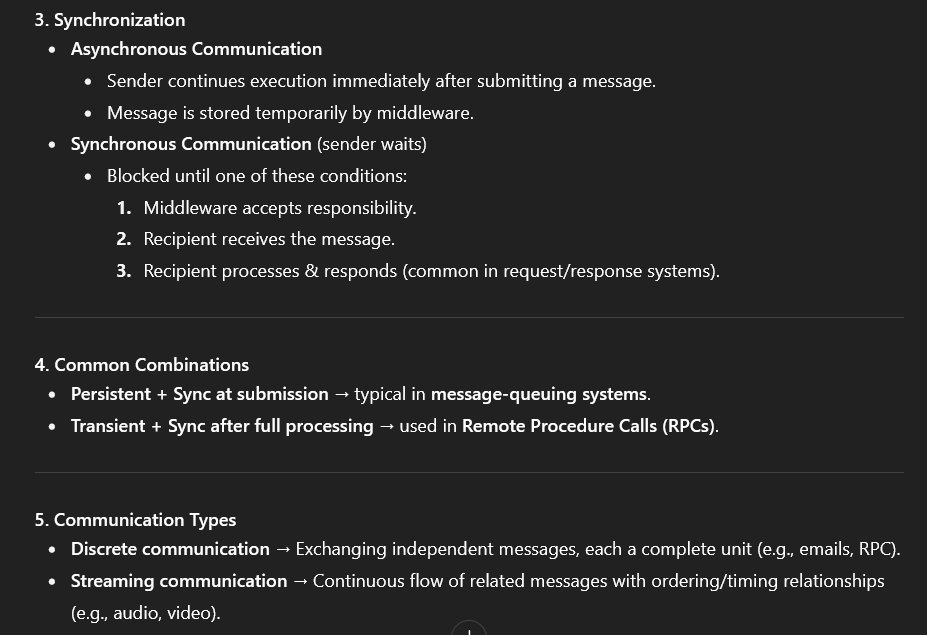 3. Synchronization
• Asynchronous Communication
• Sender continues execution immediately after submitting a message.
• Message is stored temporarily by middleware.
• Synchronous Communication (sender waits)
• Blocked until one of these conditions:
1. Middleware accepts responsibility.
2. Recipient receives the message.
3. Recipient processes & responds (common in request/response systems).
4. Common Combinations
• Persistent + Sync at submission → typical in message-queuing systems.
• Transient + Sync after full processing → used in Remote Procedure Calls (RPCs).
5. Communication Types
• Discrete communication → Exchanging independent messages, each a complete unit (e.g., emails, RPC).
• Streaming communication → Continuous flow of related messages with ordering/timing relationships
(e.g., audio, video).